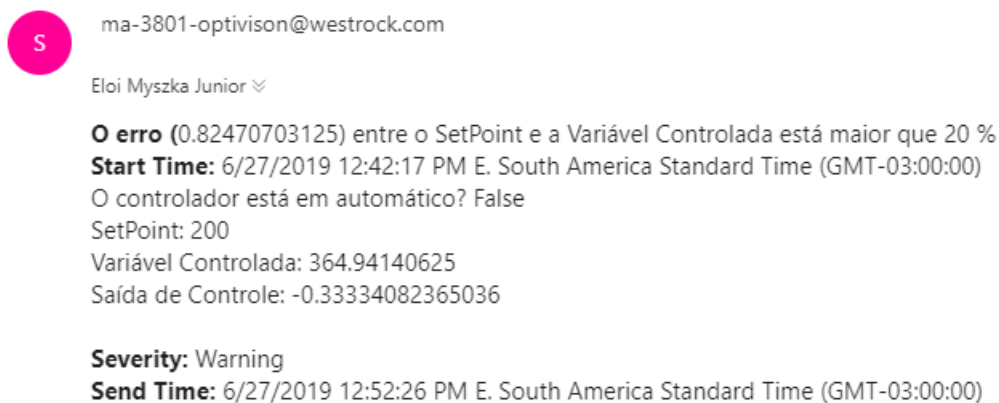 S
ma-3801-optivison@westrock.com
Eloi Myszka Junior
O erro (0.82470703125) entre o SetPoint e a Variável Controlada está maior que 20 %
Start Time: 6/27/2019 12:42:17 PM E. South America Standard Time (GMT-03:00:00)
O controlador está em automático? False
SetPoint: 200
Variável Controlada: 364.94140625
Saída de Controle: -0.33334082365036
Severity: Warning
Send Time: 6/27/2019 12:52:26 PM E. South America Standard Time (GMT-03:00:00)